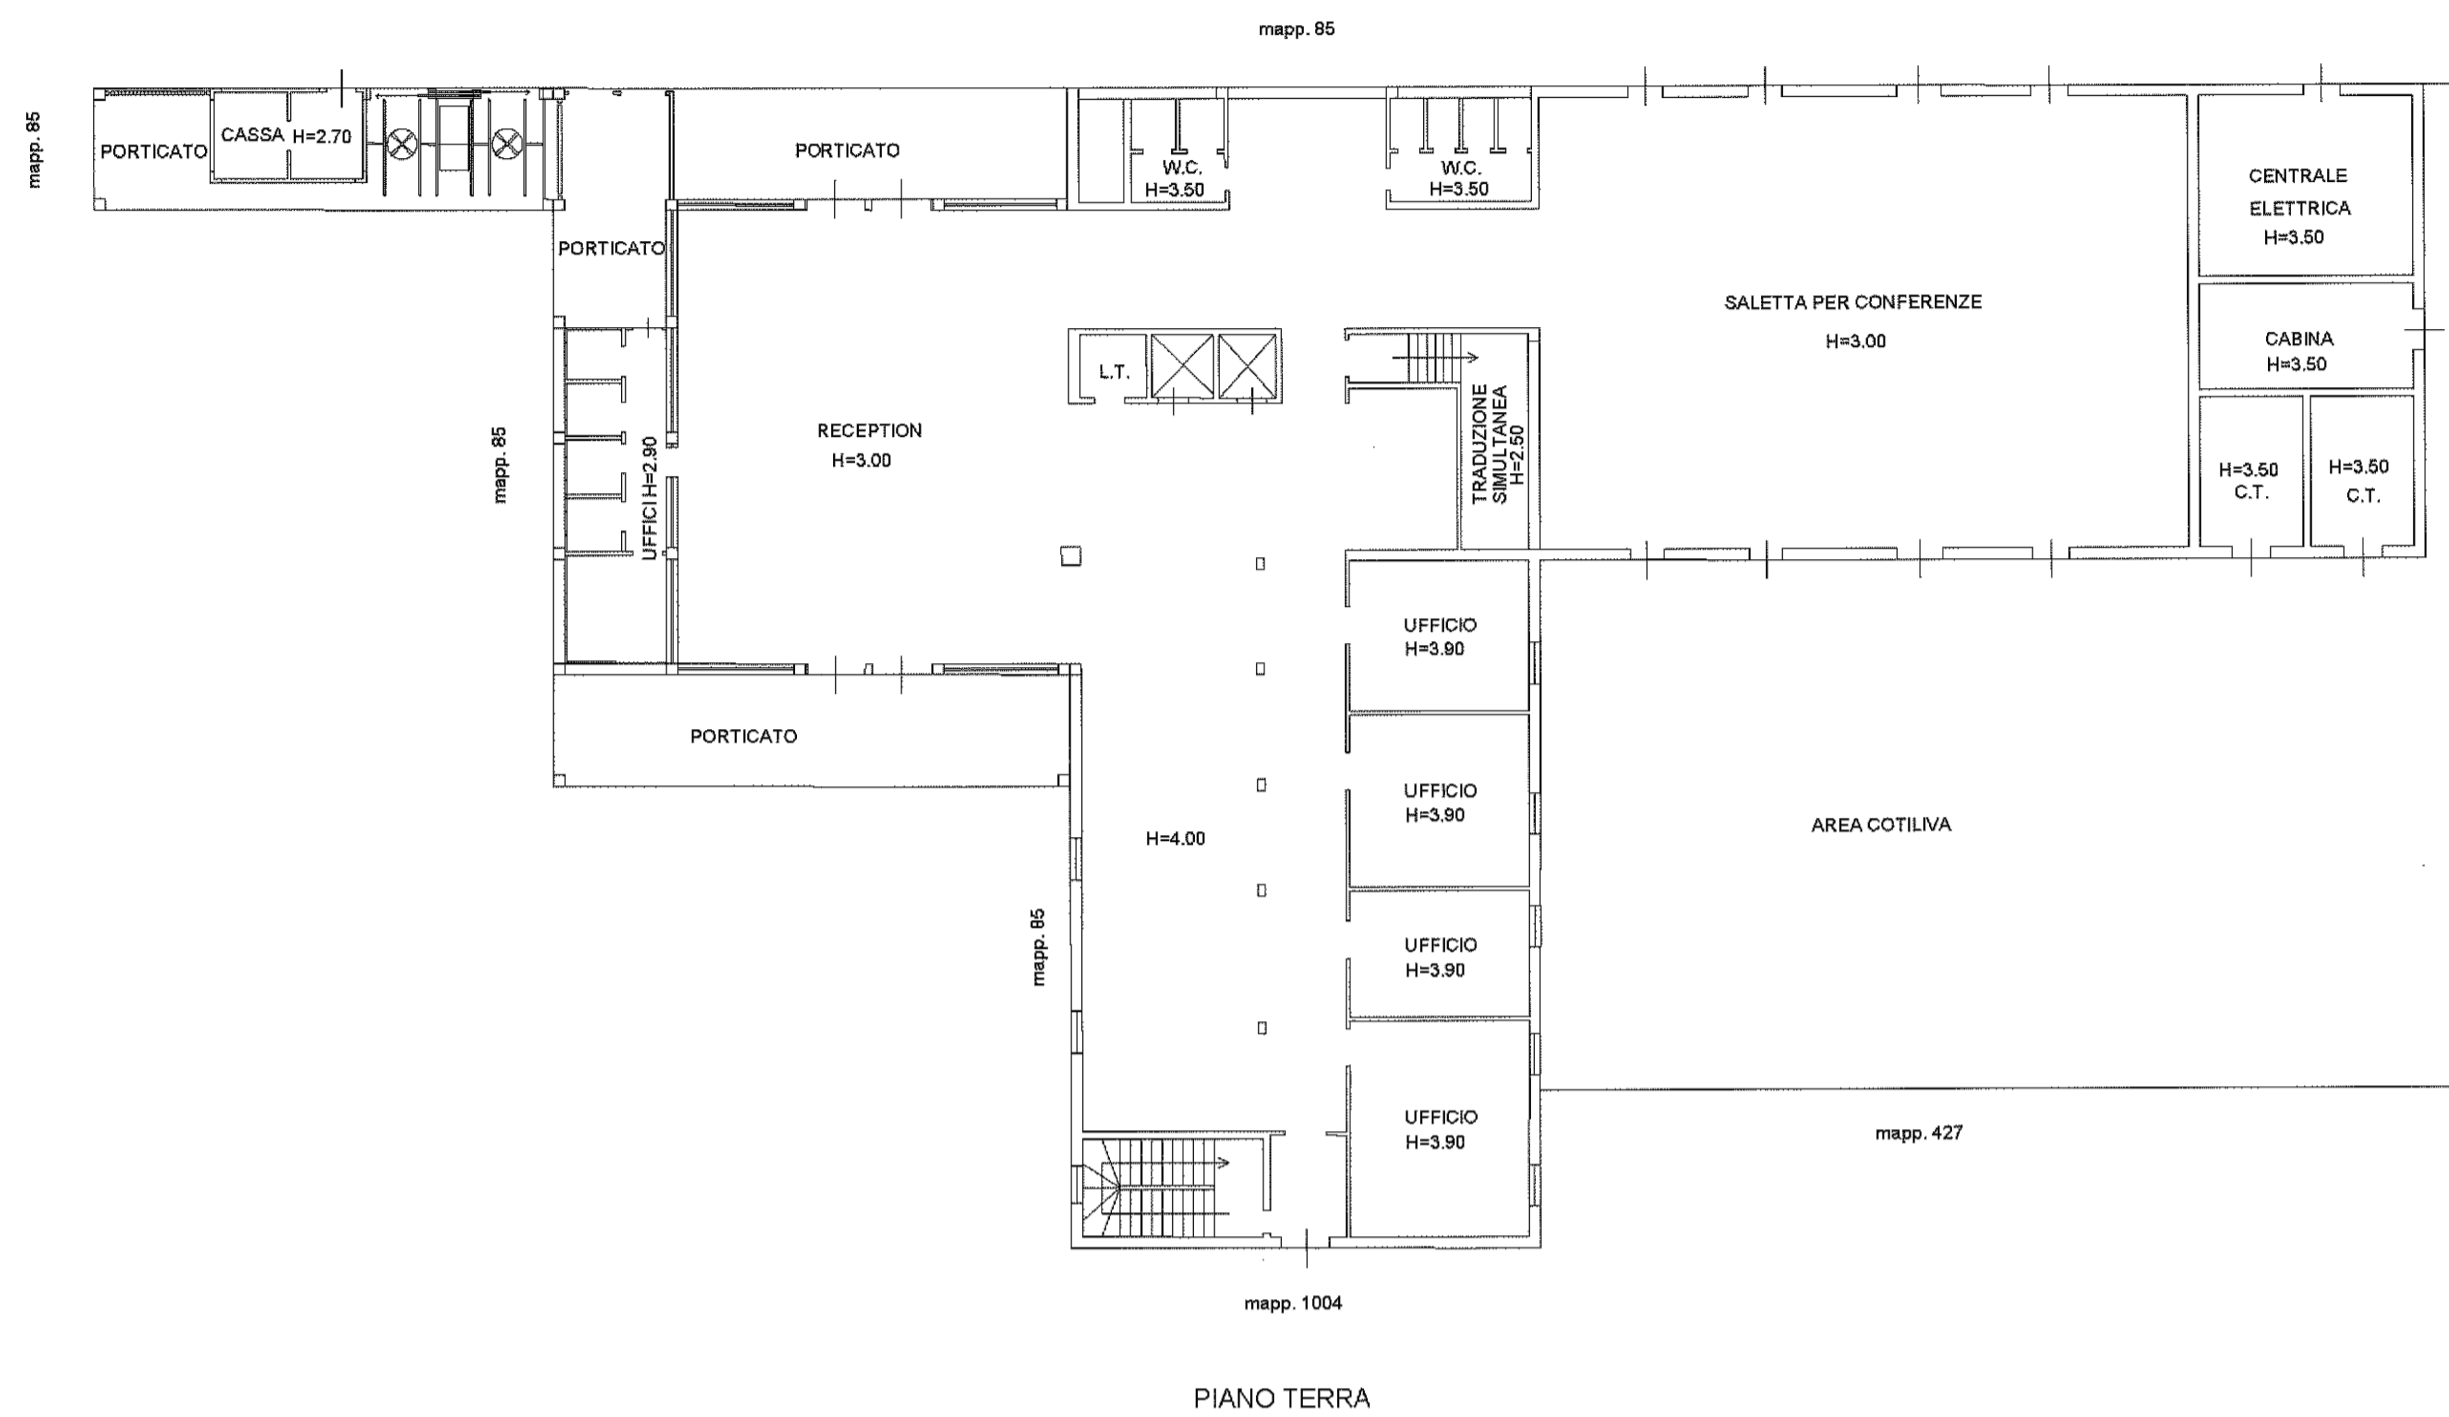 mapp. 85
mapp. 85
PORTICATO
CASSA H=2.70
PORTICATO
W.C.
H=3.50
W.C.
H=3.50
CENTRALE
ELETTRICA
H=3.50
PORTICATO
SALETTA PER CONFERENZE
H=3.00
CABINA
H=3.50
L.T.
TRADUZIONE
SIMULTANEA
H=2.50
RECEPTION
H=3.00
mapp. 85
UFFICI H=2.90
H=3.50
C.T.
H=3.50
C.T.
UFFICIO
H=3.90
PORTICATO
UFFICIO
H=3.90
H=4.00
AREA COTILIVA
mapp. 85
UFFICIO
H=3.90
UFFICIO
H=3.90
mapp. 427
mapp. 1004
PIANO TERRA